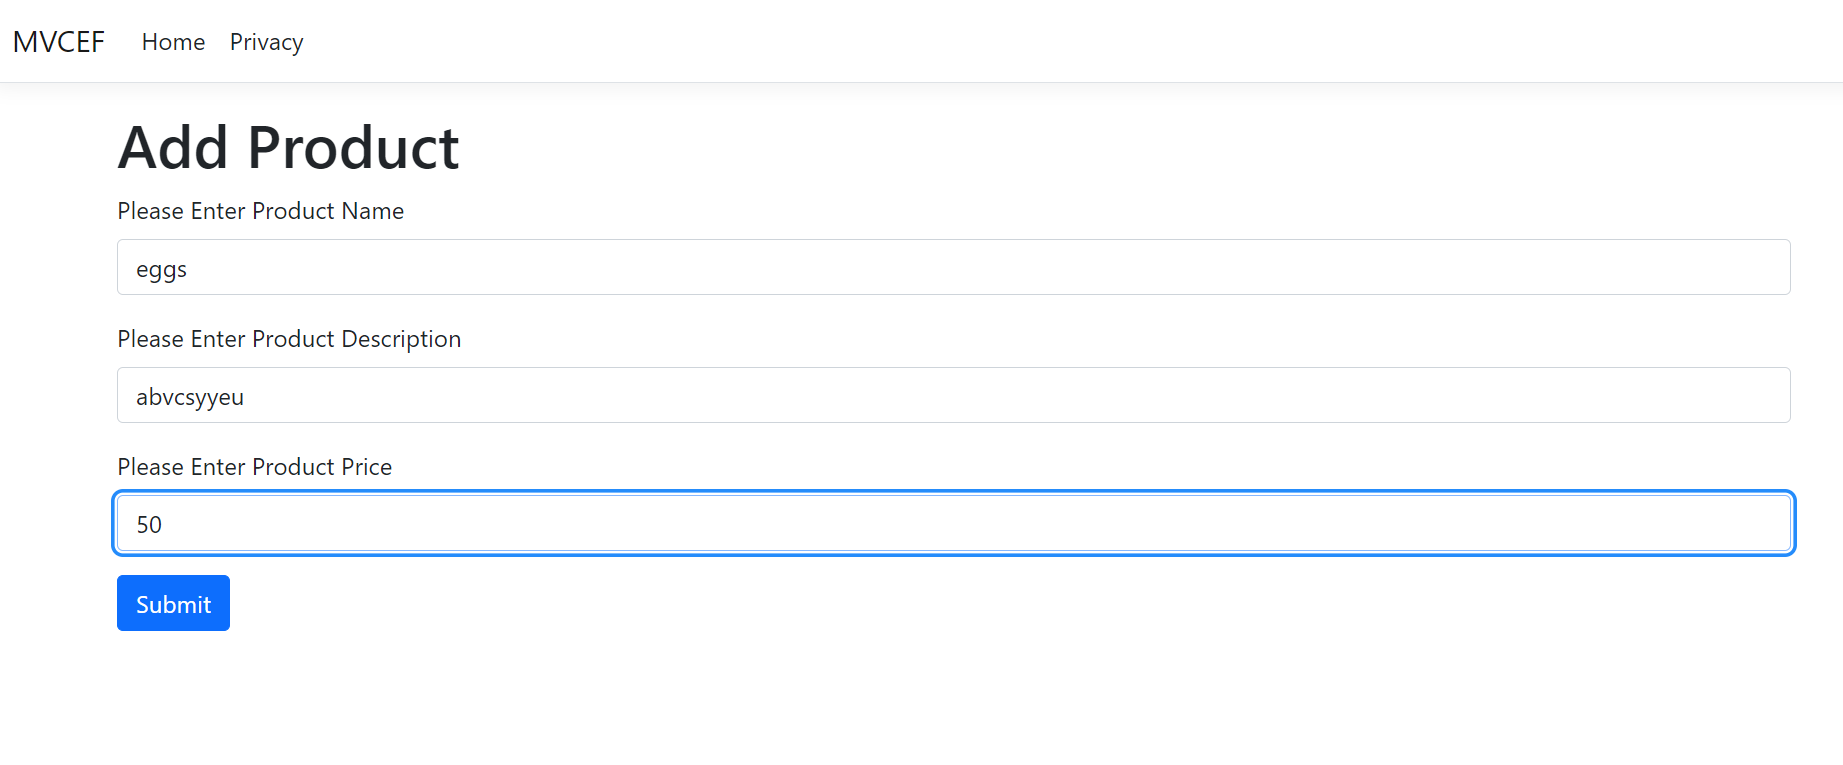 MVCEF Home Privacy
Add Product
Please Enter Product Name
eggs
Please Enter Product Description
abvcsyyeu
Please Enter Product Price
50
Submit